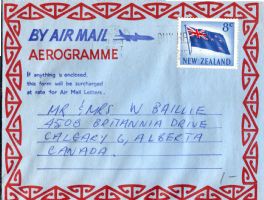 BY AIR MAIL
AEROGRAMME
If anything is enclosed
this form will be surcharged
at rate for Air Mail Letters.
8c
NEW ZEALAND
MR & MRS W BAILLIE
4508 BRITANNIA DRIVE
CALGARY 6, ALBERTA
CANADA.
1-